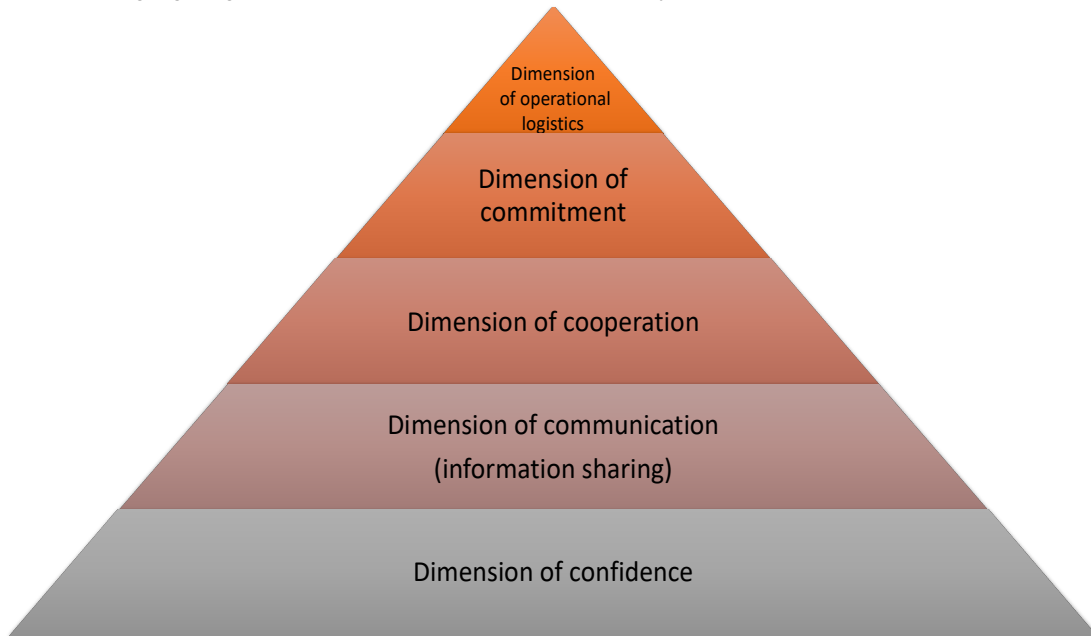 Dimension
of operational
logistics
Dimension of
commitment
Dimension of cooperation
Dimension of communication
(information sharing)
Dimension of confidence